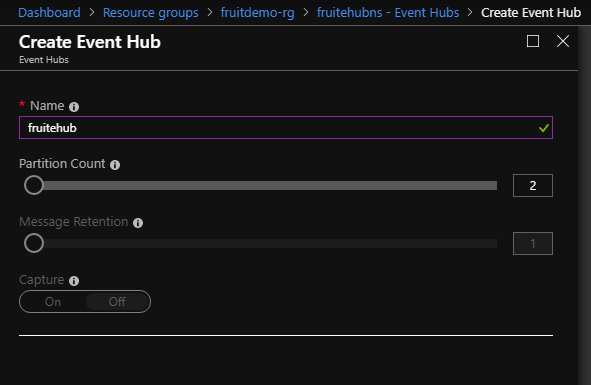 Dashboard > Resource groups > fruitdemo-rg > fruitehubns - Event Hubs > Create Event Hub
Create Event Hub
Event Hubs
* Name
fruitehub
Partition Count
2
Message Retention
1
Capture
On Off